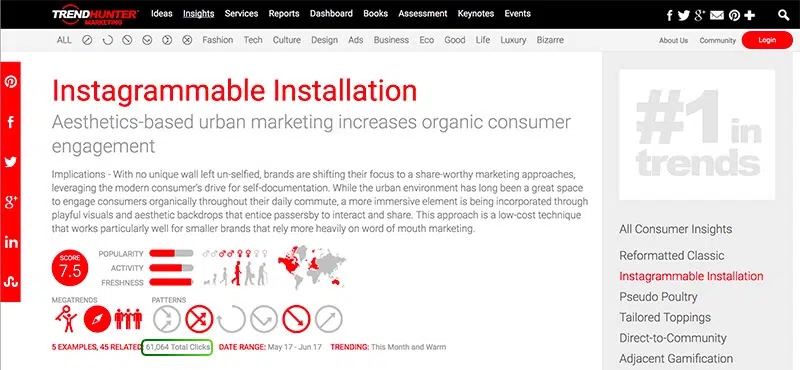 TRENDHUNTER
MARKETING
Ideas Insights Services Reports Dashboard Books Assessment Keynotes Events
ALL Fashion Tech Culture Design Ads Business Eco Good Life Luxury Bizarre
About Us Community Login
Instagrammable Installation
Aesthetics-based urban marketing increases organic consumer
engagement
Implications - With no unique wall left un-selfied, brands are shifting their focus to a share-worthy marketing approaches,
leveraging the modern consumer's drive for self-documentation. While the urban environment has long been a great space
to engage consumers organically throughout their daily commute, a more immersive element is being incorporated through
playful visuals and aesthetic backdrops that entice passersby to interact and share. This approach is a low-cost technique
that works particularly well for smaller brands that rely more heavily on word of mouth marketing.
SCORE
7.5
POPULARITY
ACTIVITY
FRESHNESS
MEGATRENDS PATTERNS
5 EXAMPLES, 45 RELATED: 61,064 Total Clicks DATE RANGE: May 17 - Jun 17 TRENDING: This Month and Warm
#1 in
trends
All Consumer Insights
Reformatted Classic
Instagrammable Installation
Pseudo Poultry
Tailored Toppings
Direct-to-Community
Adjacent Gamification